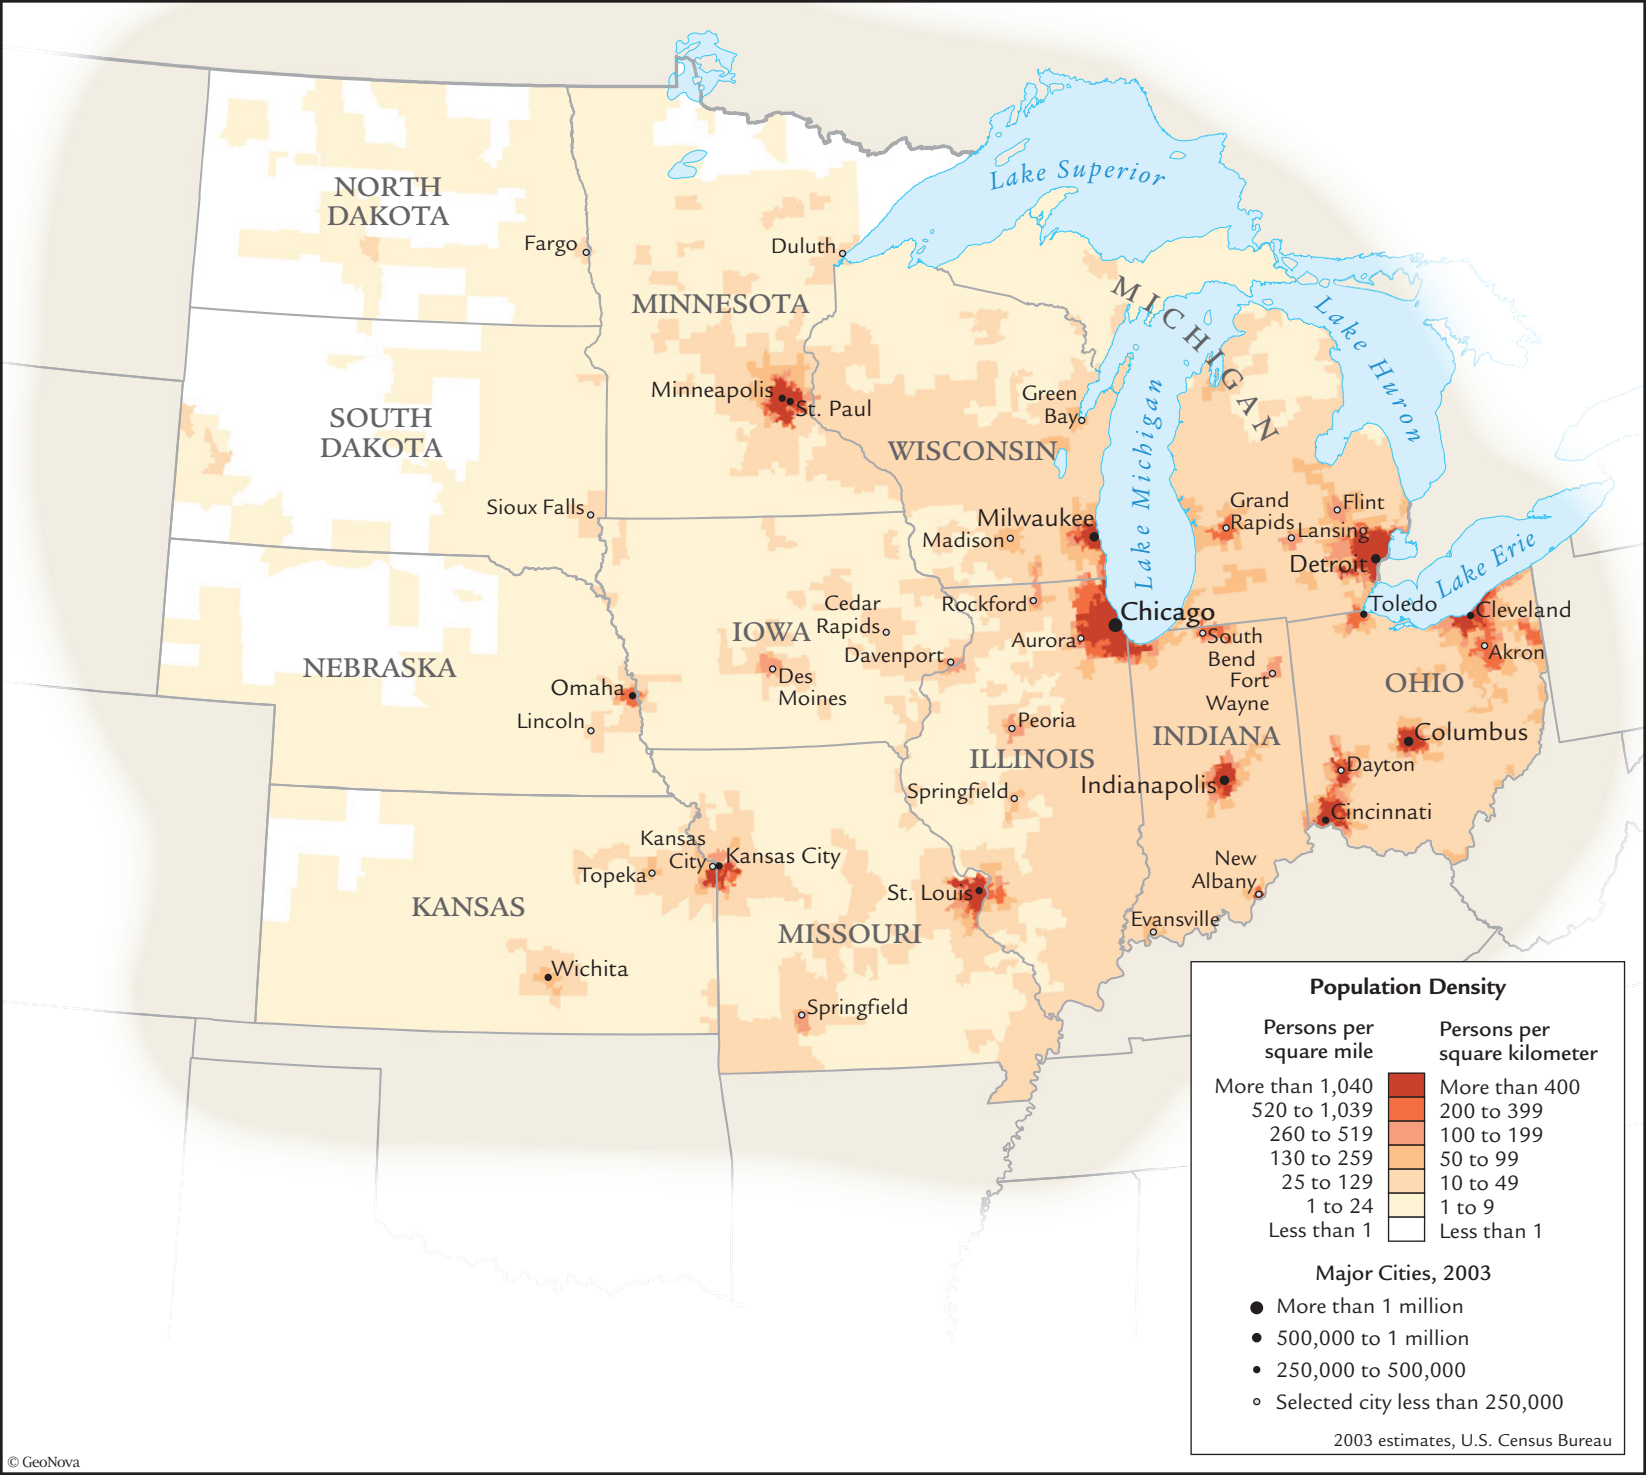 NORTH
DAKOTA
Fargo
Duluth
Lake Superior
MINNESOTA
MICHIGAN
Lake Huron
Minneapolis
St. Paul
SOUTH
DAKOTA
Green
Bay
Lake Michigan
WISCONSIN
Sioux Falls
Milwaukee
Madison
Grand
Rapids
Flint
Lansing
Detroit
Lake Erie
Cedar
Rapids
Rockford
Chicago
Toledo
Cleveland
IOWA
Aurora
South
Bend
Davenport
Akron
NEBRASKA
Des
Moines
Fort
Wayne
OHIO
Omaha
Lincoln
Peoria
INDIANA
Columbus
ILLINOIS
Dayton
Springfield
Indianapolis
Cincinnati
Kansas
City
Kansas City
Topeka
St. Louis
New
Albany
KANSAS
MISSOURI
Evansville
Wichita
Springfield
Population Density
Persons per
square mile
Persons per
square kilometer
More than 1,040 More than 400
520 to 1,039 200 to 399
260 to 519 100 to 199
130 to 259 50 to 99
25 to 129 10 to 49
1 to 24 1 to 9
Less than 1 Less than 1
Major Cities, 2003
More than 1 million
500,000 to 1 million
250,000 to 500,000
Selected city less than 250,000
2003 estimates, U.S. Census Bureau
© GeoNova